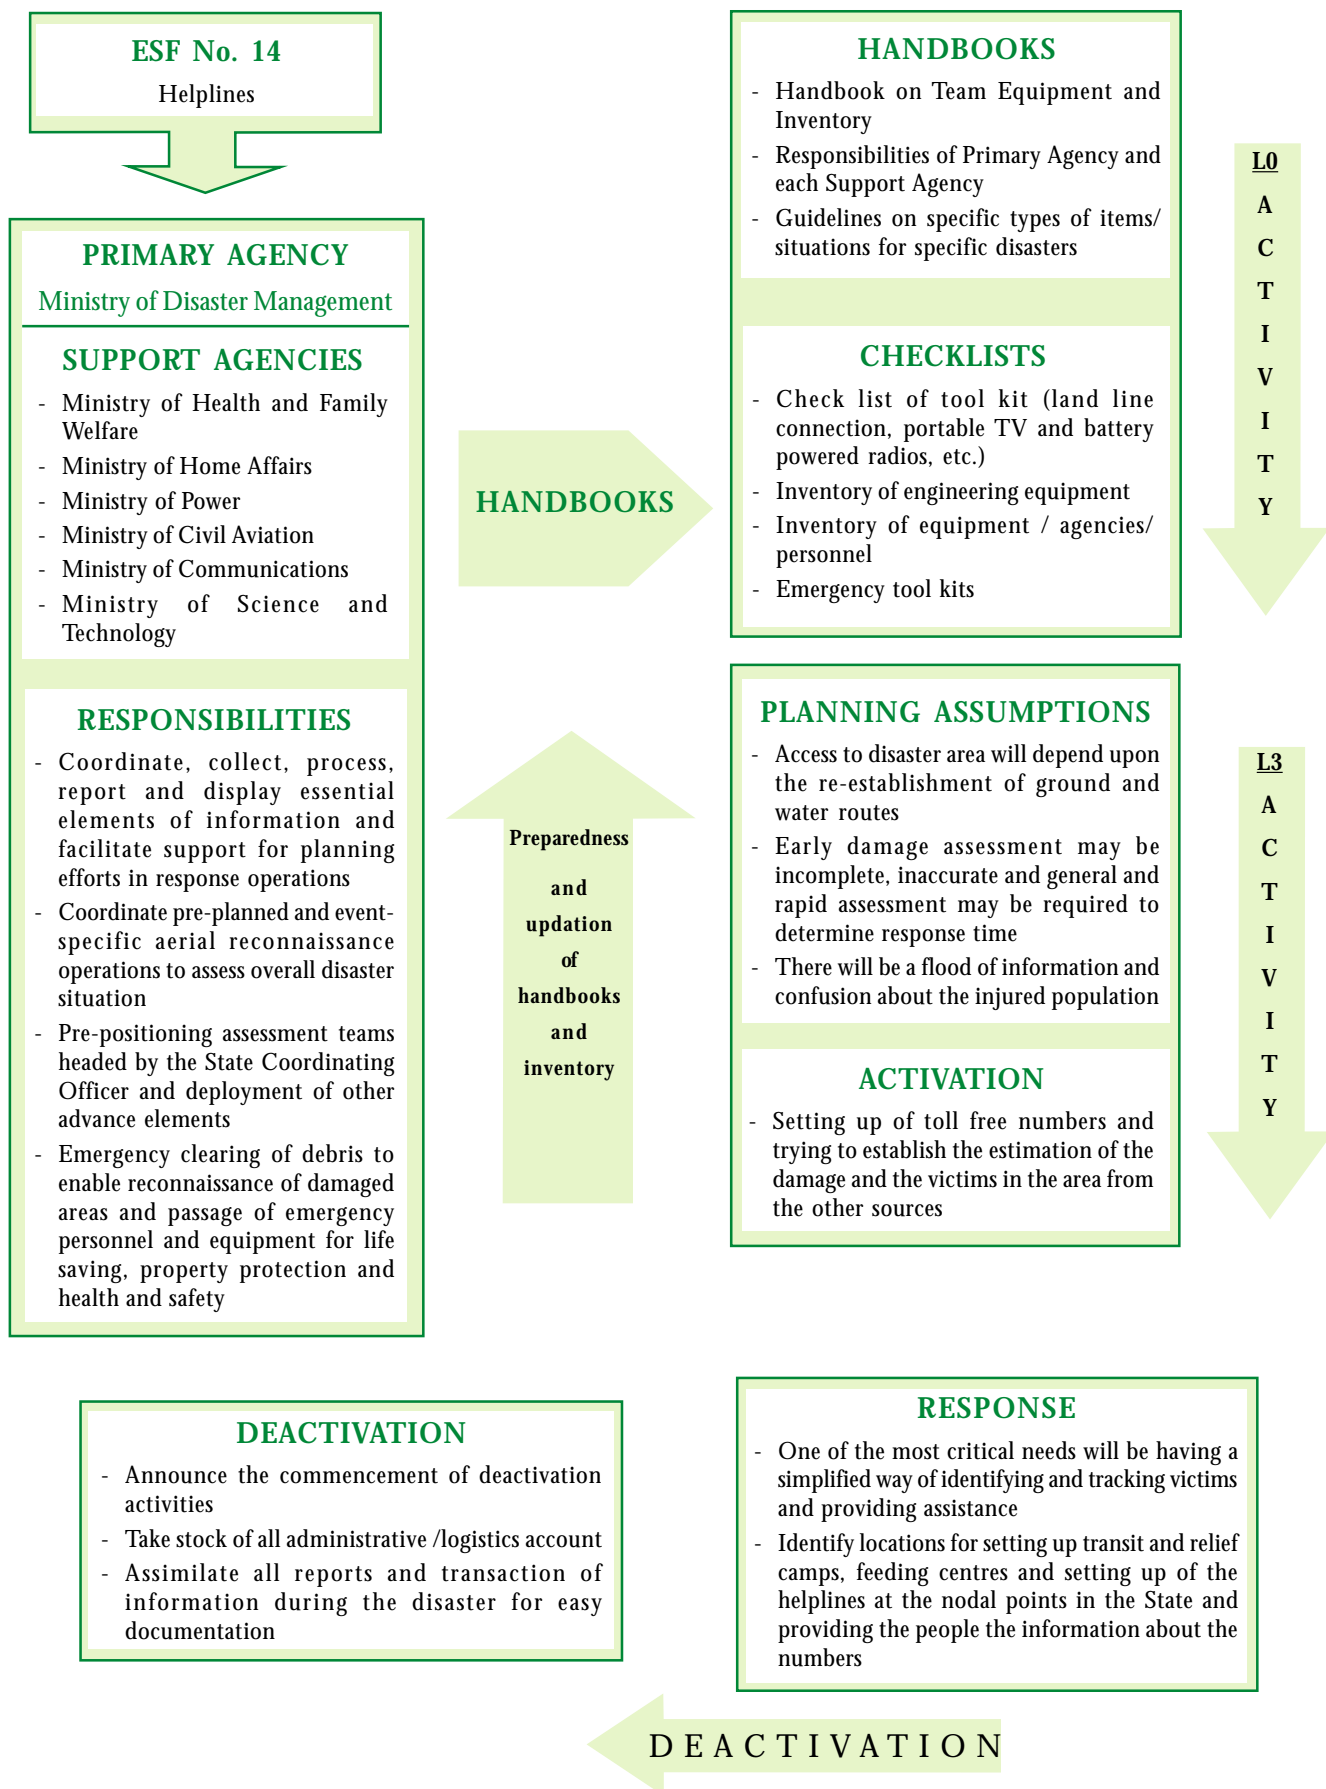 ESF No. 14
Helplines
PRIMARY AGENCY
Ministry of Disaster Management
SUPPORT AGENCIES
- Ministry of Health and Family
Welfare
- Ministry of Home Affairs
- Ministry of Power
- Ministry of Civil Aviation
- Ministry of Communications
- Ministry of Science and
Technology
RESPONSIBILITIES
- Coordinate, collect, process,
report and display essential
elements of information and
facilitate support for planning
efforts in response operations
- Coordinate pre-planned and event-
specific aerial reconnaissance
operations to assess overall disaster
situation
- Pre-positioning assessment teams
headed by the State Coordinating
Officer and deployment of other
advance elements
- Emergency clearing of debris to
enable reconnaissance of damaged
areas and passage of emergency
personnel and equipment for life
saving, property protection and
health and safety
HANDBOOKS
Preparedness
and
updation
of
handbooks
and
inventory
HANDBOOKS
- Handbook on Team Equipment and
Inventory
- Responsibilities of Primary Agency and
each Support Agency
- Guidelines on specific types of items/
situations for specific disasters
CHECKLISTS
- Check list of tool kit (land line
connection, portable TV and battery
powered radios, etc.)
- Inventory of engineering equipment
- Inventory of equipment / agencies/
personnel
- Emergency tool kits
L0
A
C
T
I
V
I
T
Y
PLANNING ASSUMPTIONS
- Access to disaster area will depend upon
the re-establishment of ground and
water routes
- Early damage assessment may be
incomplete, inaccurate and general and
rapid assessment may be required to
determine response time
- There will be a flood of information and
confusion about the injured population
ACTIVATION
- Setting up of toll free numbers and
trying to establish the estimation of the
damage and the victims in the area from
the other sources
L3
A
C
T
I
V
I
T
Y
DEACTIVATION
- Announce the commencement of deactivation
activities
- Take stock of all administrative /logistics account
- Assimilate all reports and transaction of
information during the disaster for easy
documentation
RESPONSE
- One of the most critical needs will be having a
simplified way of identifying and tracking victims
and providing assistance
- Identify locations for setting up transit and relief
camps, feeding centres and setting up of the
helplines at the nodal points in the State and
providing the people the information about the
numbers
DEACTIVATION